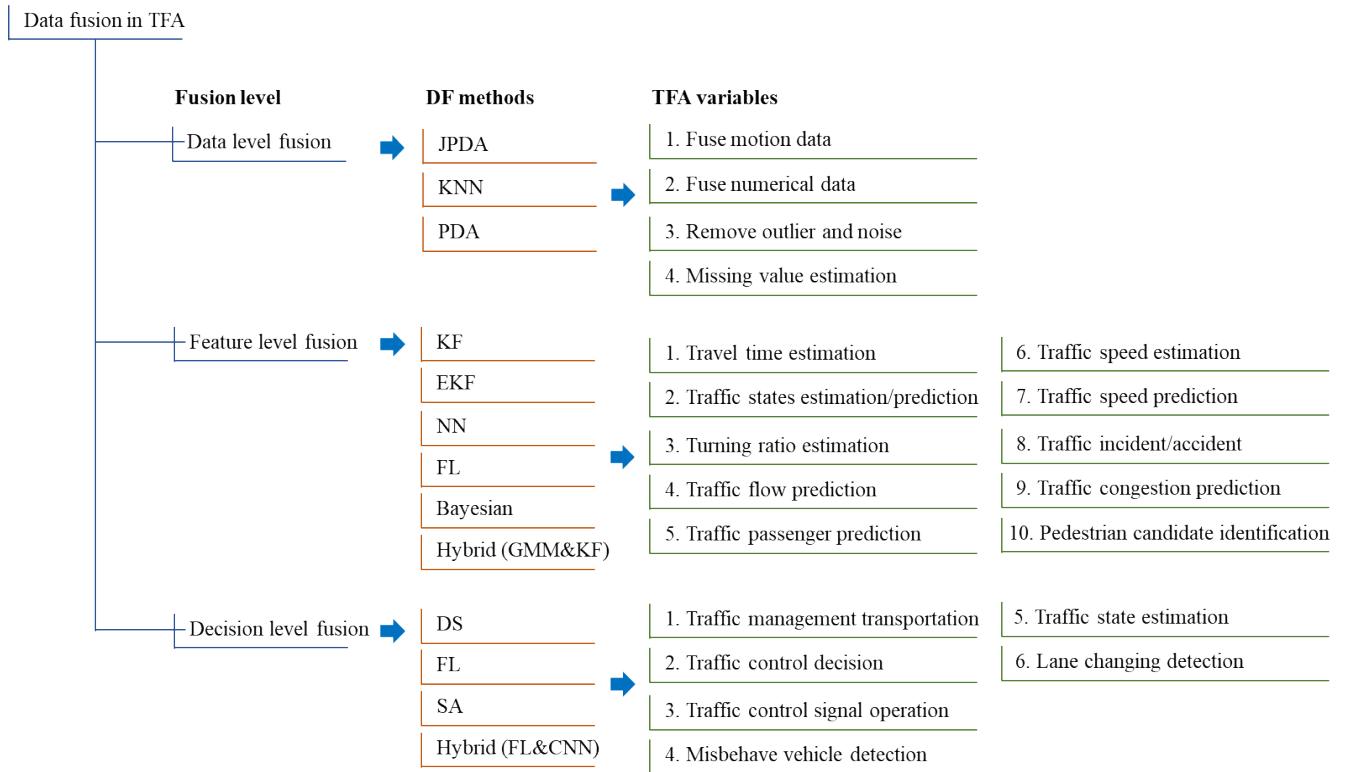 Data fusion in TFA
Fusion level
DF methods
TFA variables
Data level fusion
JPDA
KNN
PDA
1. Fuse motion data
2. Fuse numerical data
3. Remove outlier and noise
4. Missing value estimation
Feature level fusion
KF
EKF
NN
FL
Bayesian
Hybrid (GMM&KF)
1. Travel time estimation
2. Traffic states estimation/prediction
3. Turning ratio estimation
4. Traffic flow prediction
5. Traffic passenger prediction
6. Traffic speed estimation
7. Traffic speed prediction
8. Traffic incident/accident
9. Traffic congestion prediction
10. Pedestrian candidate identification
Decision level fusion
DS
FL
SA
Hybrid (FL&CNN)
1. Traffic management transportation
2. Traffic control decision
3. Traffic control signal operation
4. Misbehave vehicle detection
5. Traffic state estimation
6. Lane changing detection